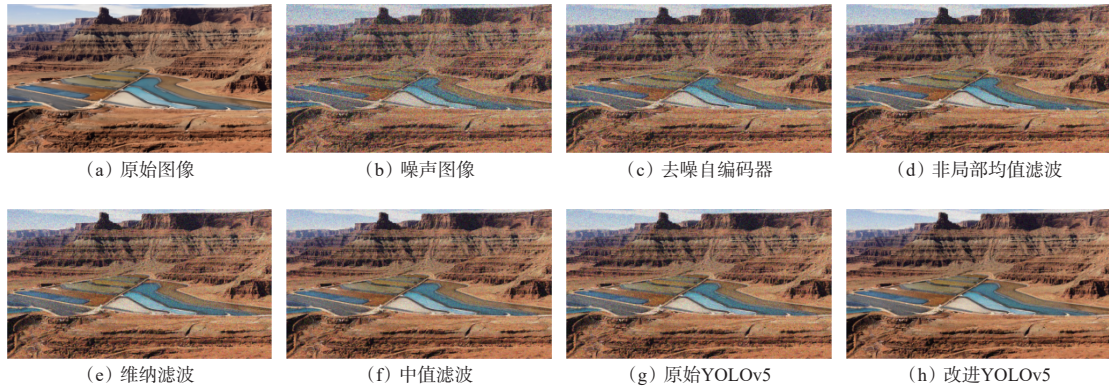 （a）原始图像
（b）噪声图像
（c）去噪自编码器
（d）非局部均值滤波
（e）维纳滤波
（f）中值滤波
（g）原始YOLOv5
（h）改进YOLOv5